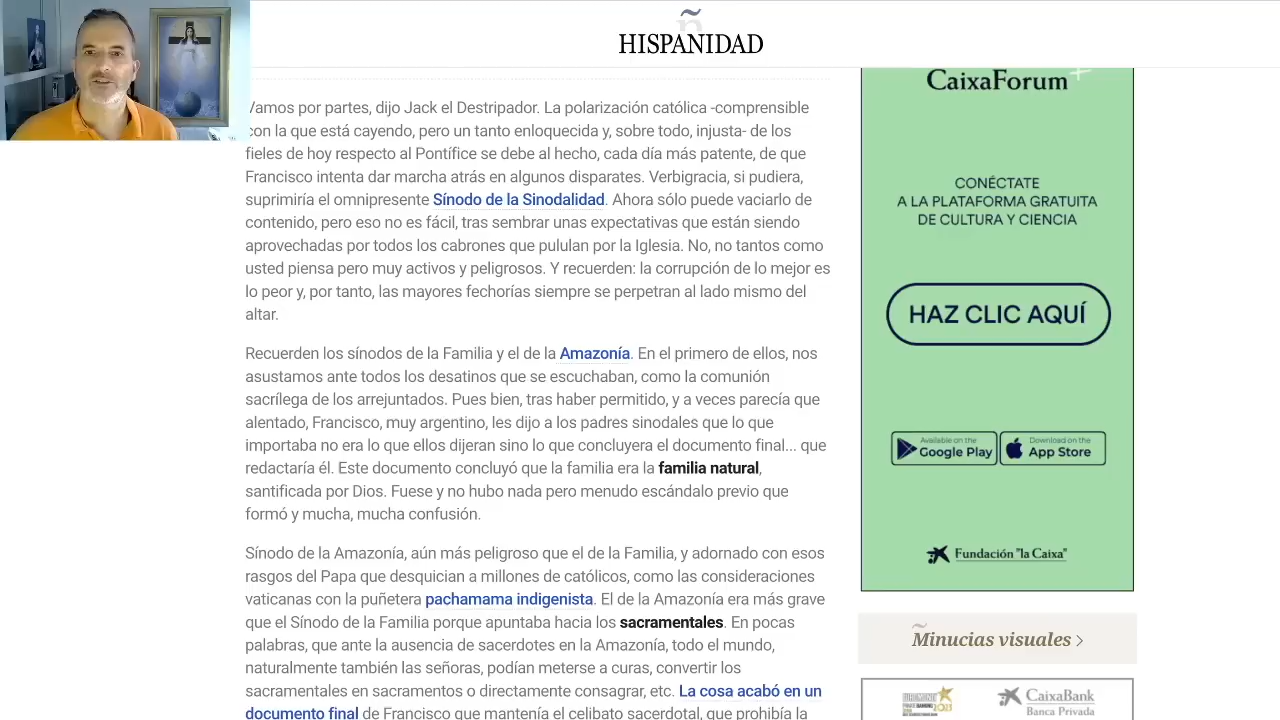 ñ
HISPANIDAD
Vamos por partes, dijo Jack el Destripador. La polarización católica -comprensible
con la que está cayendo, pero un tanto enloquecida y, sobre todo, injusta- de los
fieles de hoy respecto al Pontífice se debe al hecho, cada día más patente, de que
Francisco intenta dar marcha atrás en algunos disparates. Verbigracia, si pudiera,
suprimiría el omnipresente Sínodo de la Sinodalidad. Ahora sólo puede vaciarlo de
contenido, pero eso no es fácil, tras sembrar unas expectativas que están siendo
aprovechadas por todos los cabrones que pululan por la Iglesia. No, no tantos como
usted piensa pero muy activos y peligrosos. Y recuerden: la corrupción de lo mejor es
lo peor y, por tanto, las mayores fechorías siempre se perpetran al lado mismo del
altar.
Recuerden los sínodos de la Familia y el de la Amazonía. En el primero de ellos, nos
asustamos ante todos los desatinos que se escuchaban, como la comunión
sacrílega de los arrejuntados. Pues bien, tras haber permitido, y a veces parecía que
alentado, Francisco, muy argentino, les dijo a los padres sinodales que lo que
importaba no era lo que ellos dijeran sino lo que concluyera el documento final... que
redactaría él. Este documento concluyó que la familia era la familia natural,
santificada por Dios. Fuese y no hubo nada pero menudo escándalo previo que
formó y mucha, mucha confusión.
Sínodo de la Amazonía, aún más peligroso que el de la Familia, y adornado con esos
rasgos del Papa que desquician a millones de católicos, como las consideraciones
vaticanas con la puñetera pachamama indigenista. El de la Amazonía era más grave
que el Sínodo de la Familia porque apuntaba hacia los sacramentales. En pocas
palabras, que ante la ausencia de sacerdotes en la Amazonía, todo el mundo,
naturalmente también las señoras, podían meterse a curas, convertir los
sacramentales en sacramentos o directamente consagrar, etc. La cosa acabó en un
documento final de Francisco que mantenía el celibato sacerdotal, que prohibía la
CaixaForum+
CONÉCTATE
A LA PLATAFORMA GRATUITA
DE CULTURA Y CIENCIA
HAZ CLIC AQUÍ
Available on the
Google Play
Download on the
App Store
Fundación "la Caixa"
Minucias visuales >
EUROMONEY
2021
CaixaBank
Banca Privada